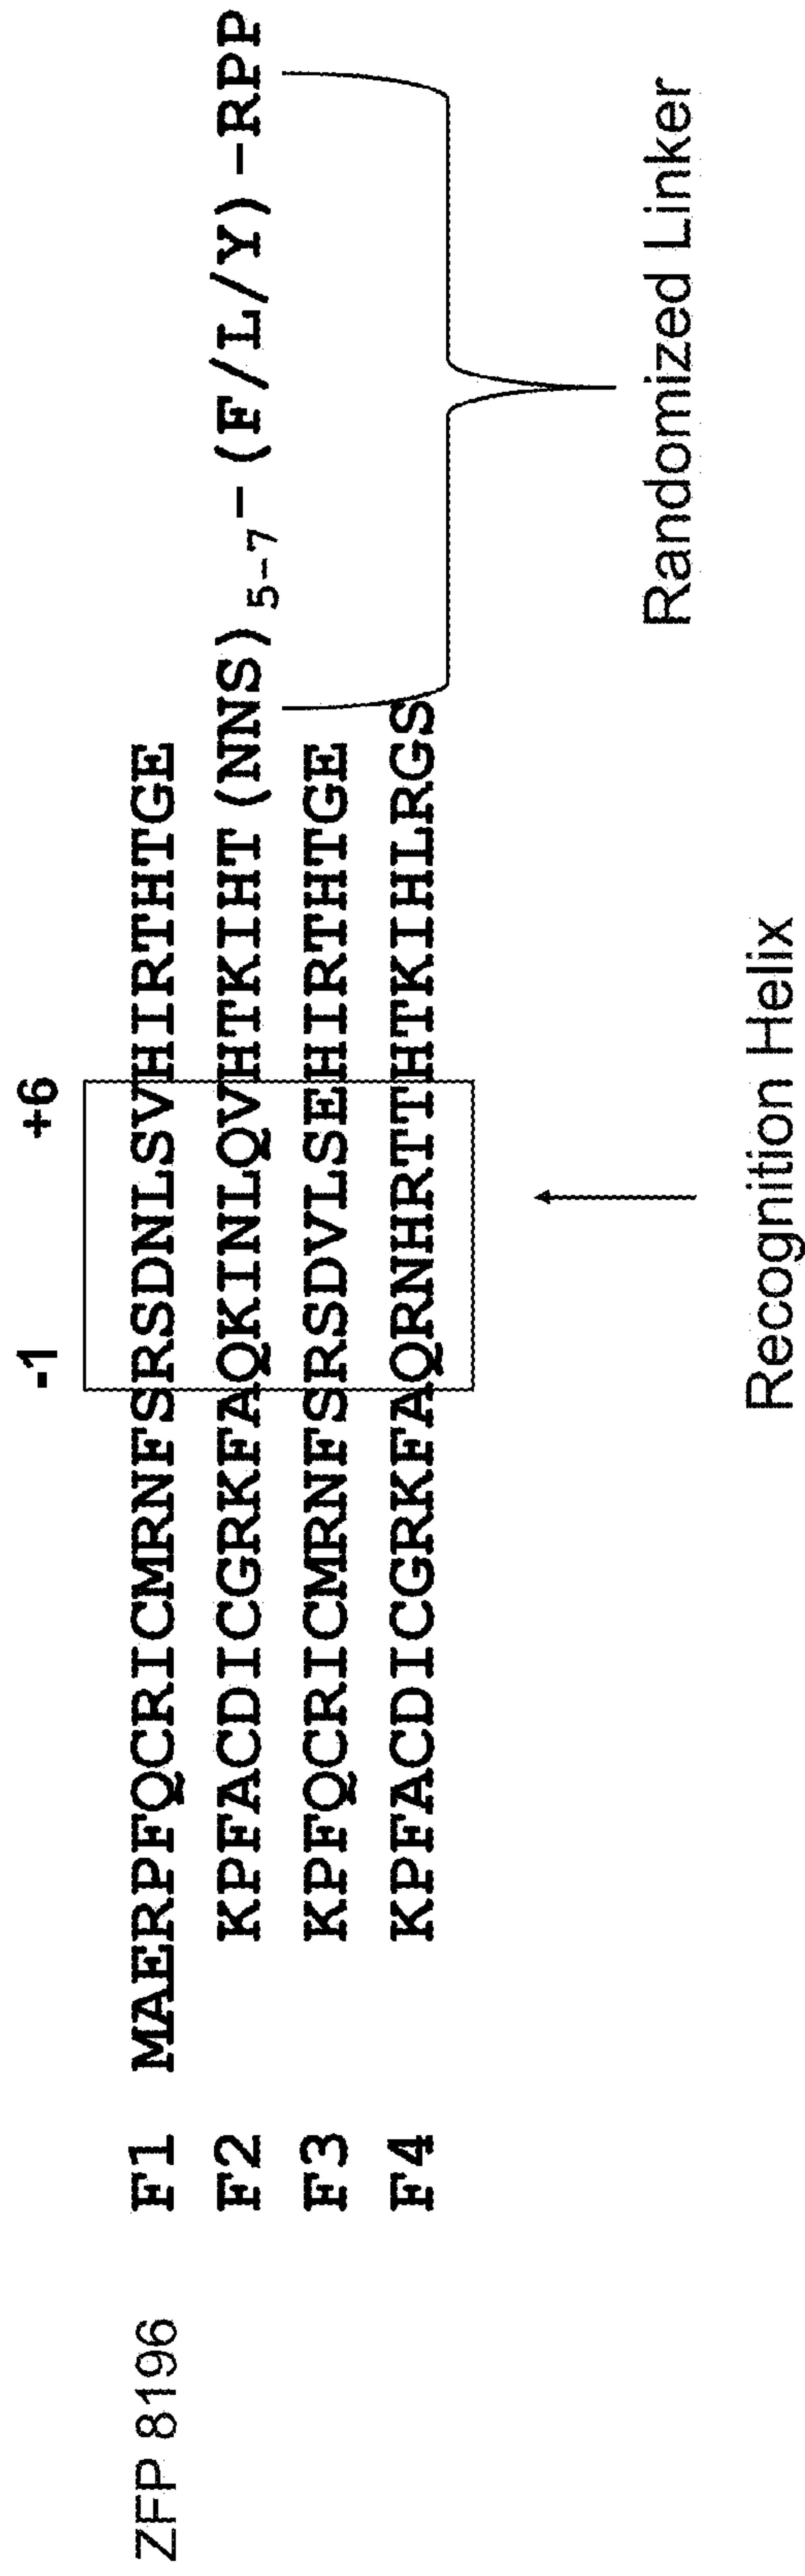 -1 +6
ZFP 8196 F1 MAERPFQCRICMRNFSRSDNLSVHIRTHTGE
F2 KPFACDICGRKFAQKINLQVHTKIHT(NNS)5-7-(F/L/Y)-RPP
F3 KPFQCRICMRNFSRSDVLSEHIRTHTGE
F4 KPFACDICGRKFAQRNHRTTHTKIHLRGS
Recognition Helix
Randomized Linker